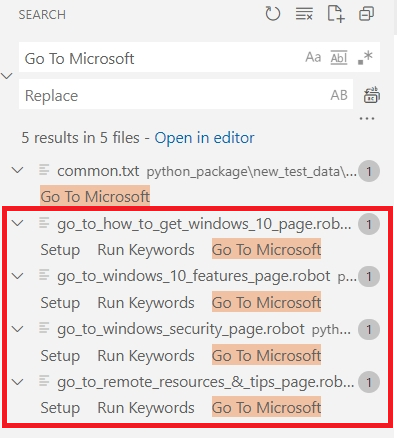 SEARCH
Go To Microsoft Aa Abl .*
Replace AB
5 results in 5 files - Open in editor
common.txt python_package\new_test_data\... 1
Go To Microsoft
go_to_how_to_get_windows_10_page.rob... 1
Setup Run Keywords Go To Microsoft
go_to_windows_10_features_page.robot p... 1
Setup Run Keywords Go To Microsoft
go_to_windows_security_page.robot pyth... 1
Setup Run Keywords Go To Microsoft
go_to_remote_resources_&_tips_page.rob... 1
Setup Run Keywords Go To Microsoft